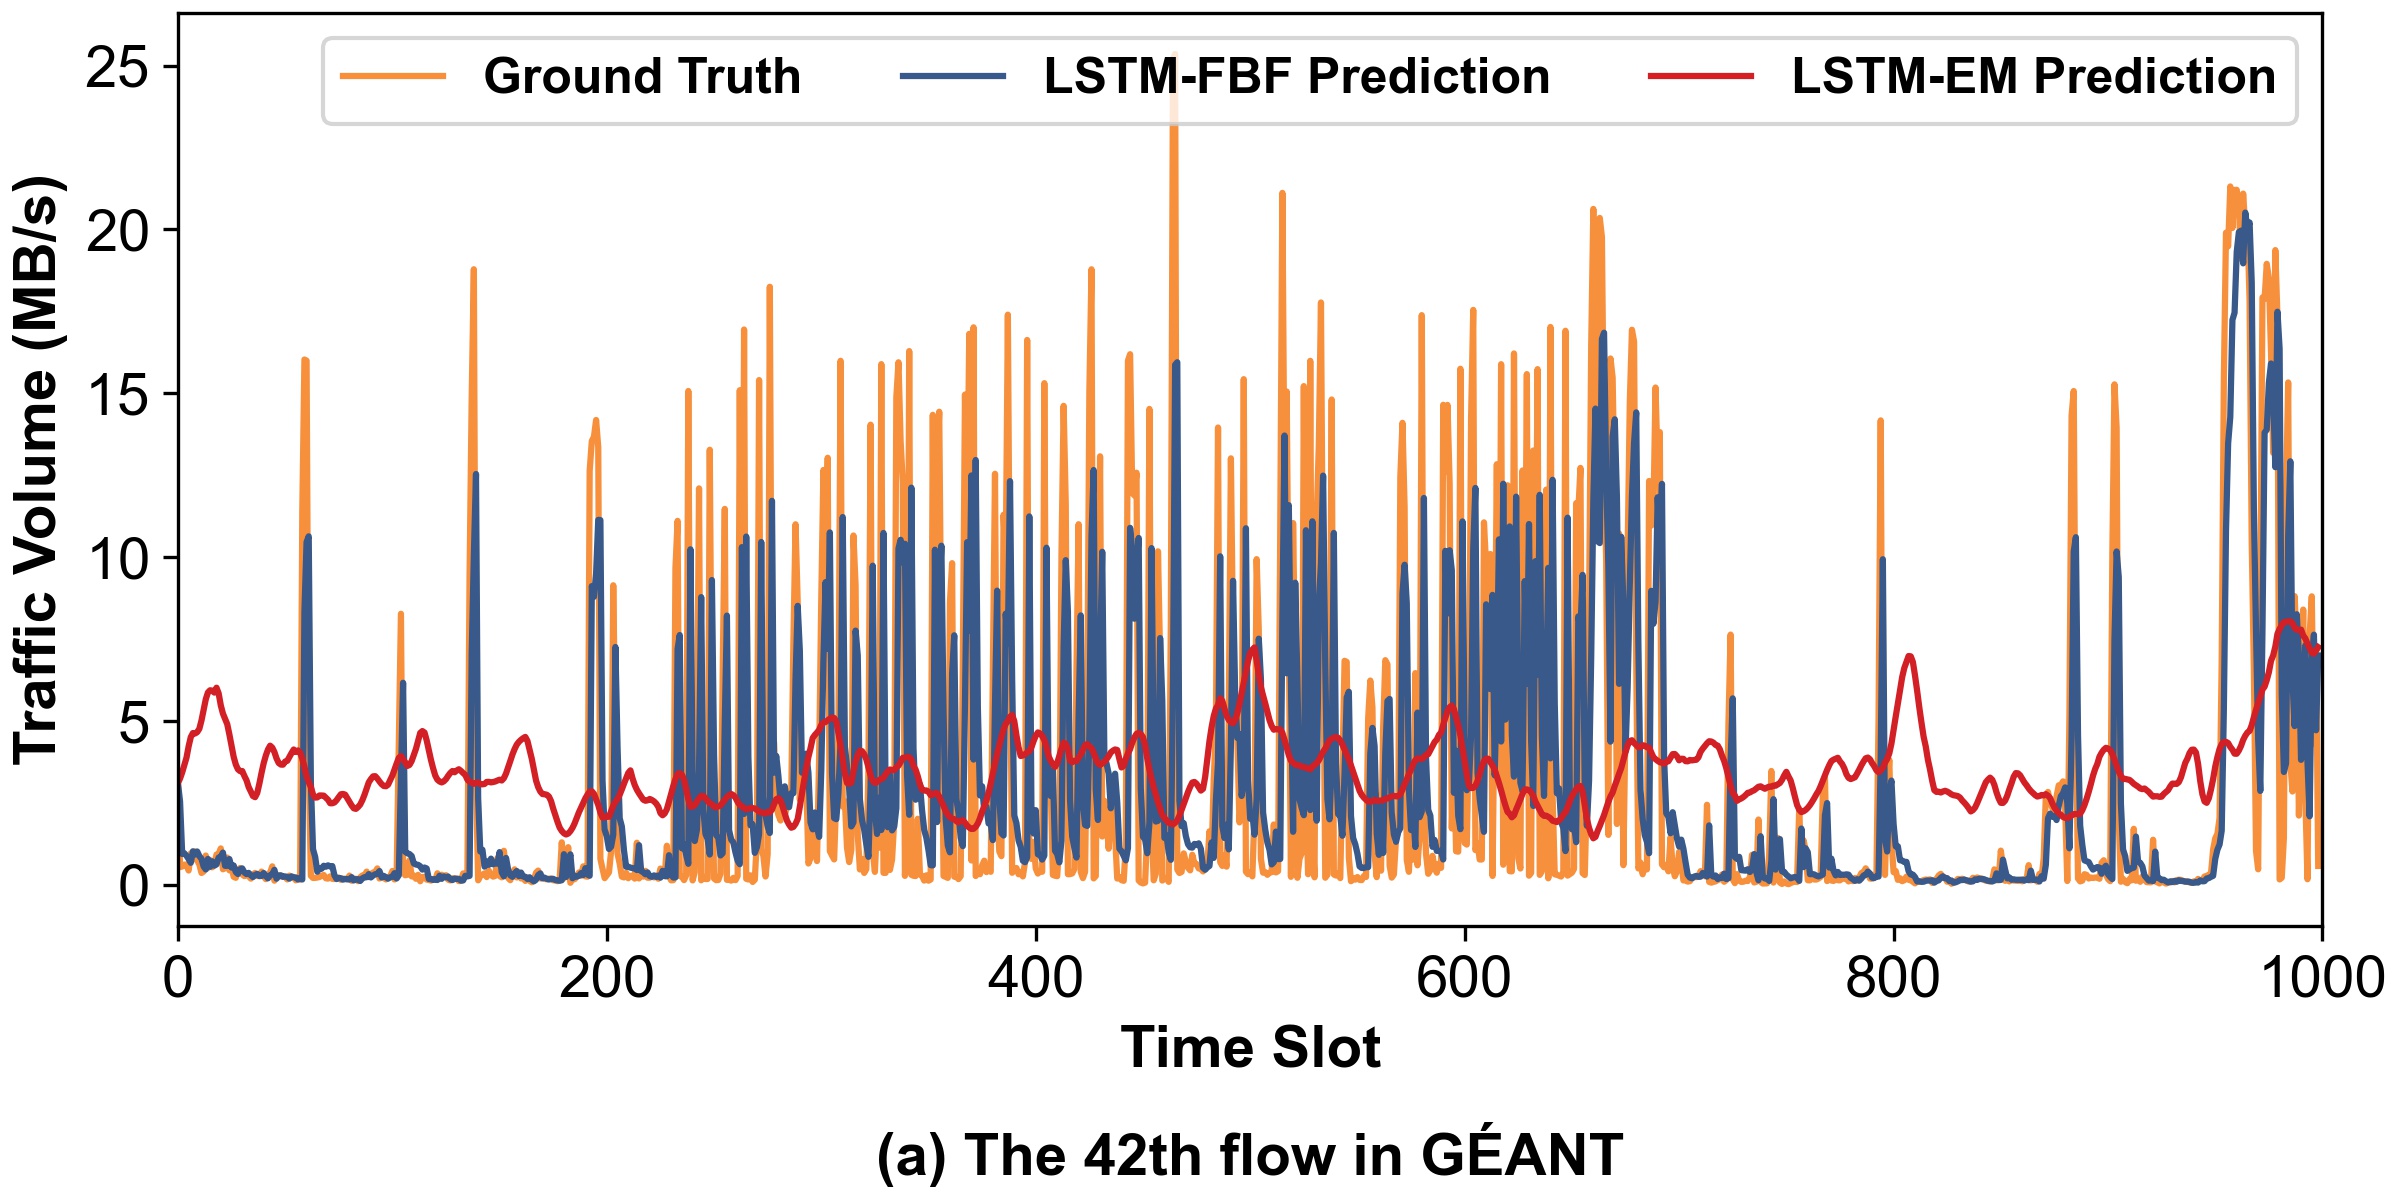 Ground Truth LSTM-FBF Prediction LSTM-EM Prediction
Traffic Volume (MB/s)
25
20
15
10
5
0
0 200 400 600 800 1000
Time Slot
(a) The 42th flow in GÉANT